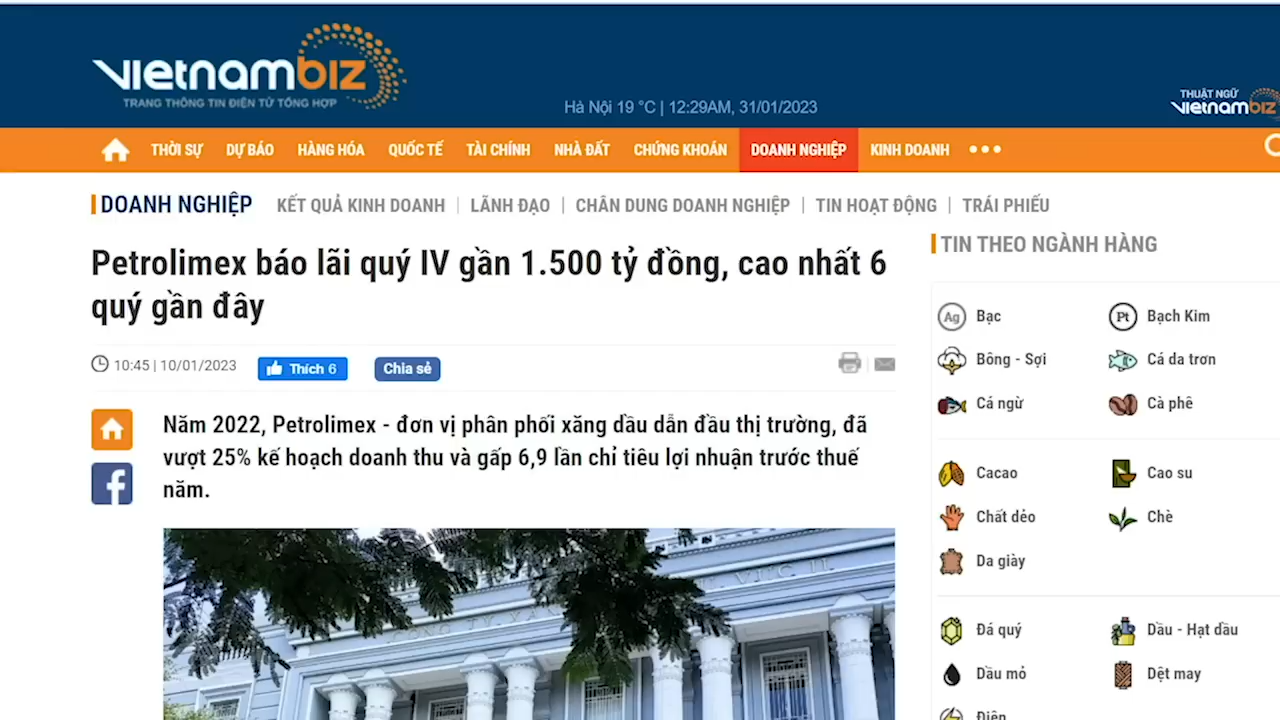 VIETNAMBIZ
TRANG THÔNG TIN ĐIỆN TỬ TỔNG HỢP
Hà Nội 19 °C | 12:29AM, 31/01/2023
THUẬT NGỮ
VIETNAMBIZ
THỜI SỰ DỰ BÁO HÀNG HÓA QUỐC TẾ TÀI CHÍNH NHÀ ĐẤT CHỨNG KHOÁN DOANH NGHIỆP KINH DOANH
DOANH NGHIỆP KẾT QUẢ KINH DOANH | LÃNH ĐẠO | CHÂN DUNG DOANH NGHIỆP | TIN HOẠT ĐỘNG | TRÁI PHIẾU
Petrolimex báo lãi quý IV gần 1.500 tỷ đồng, cao nhất 6
quý gần đây
10:45 | 10/01/2023 Thích 6 Chia sẻ
Năm 2022, Petrolimex - đơn vị phân phối xăng dầu dẫn đầu thị trường, đã
vượt 25% kế hoạch doanh thu và gấp 6,9 lần chỉ tiêu lợi nhuận trước thuế
năm.
TIN THEO NGÀNH HÀNG
Ag Bạc Pt Bạch Kim
Bông - Sợi Cá da trơn
Cá ngừ Cà phê
Cacao Cao su
Chất dẻo Chè
Da giày
Đá quý Dầu - Hạt dầu
Dầu mỏ Dệt may
Điện